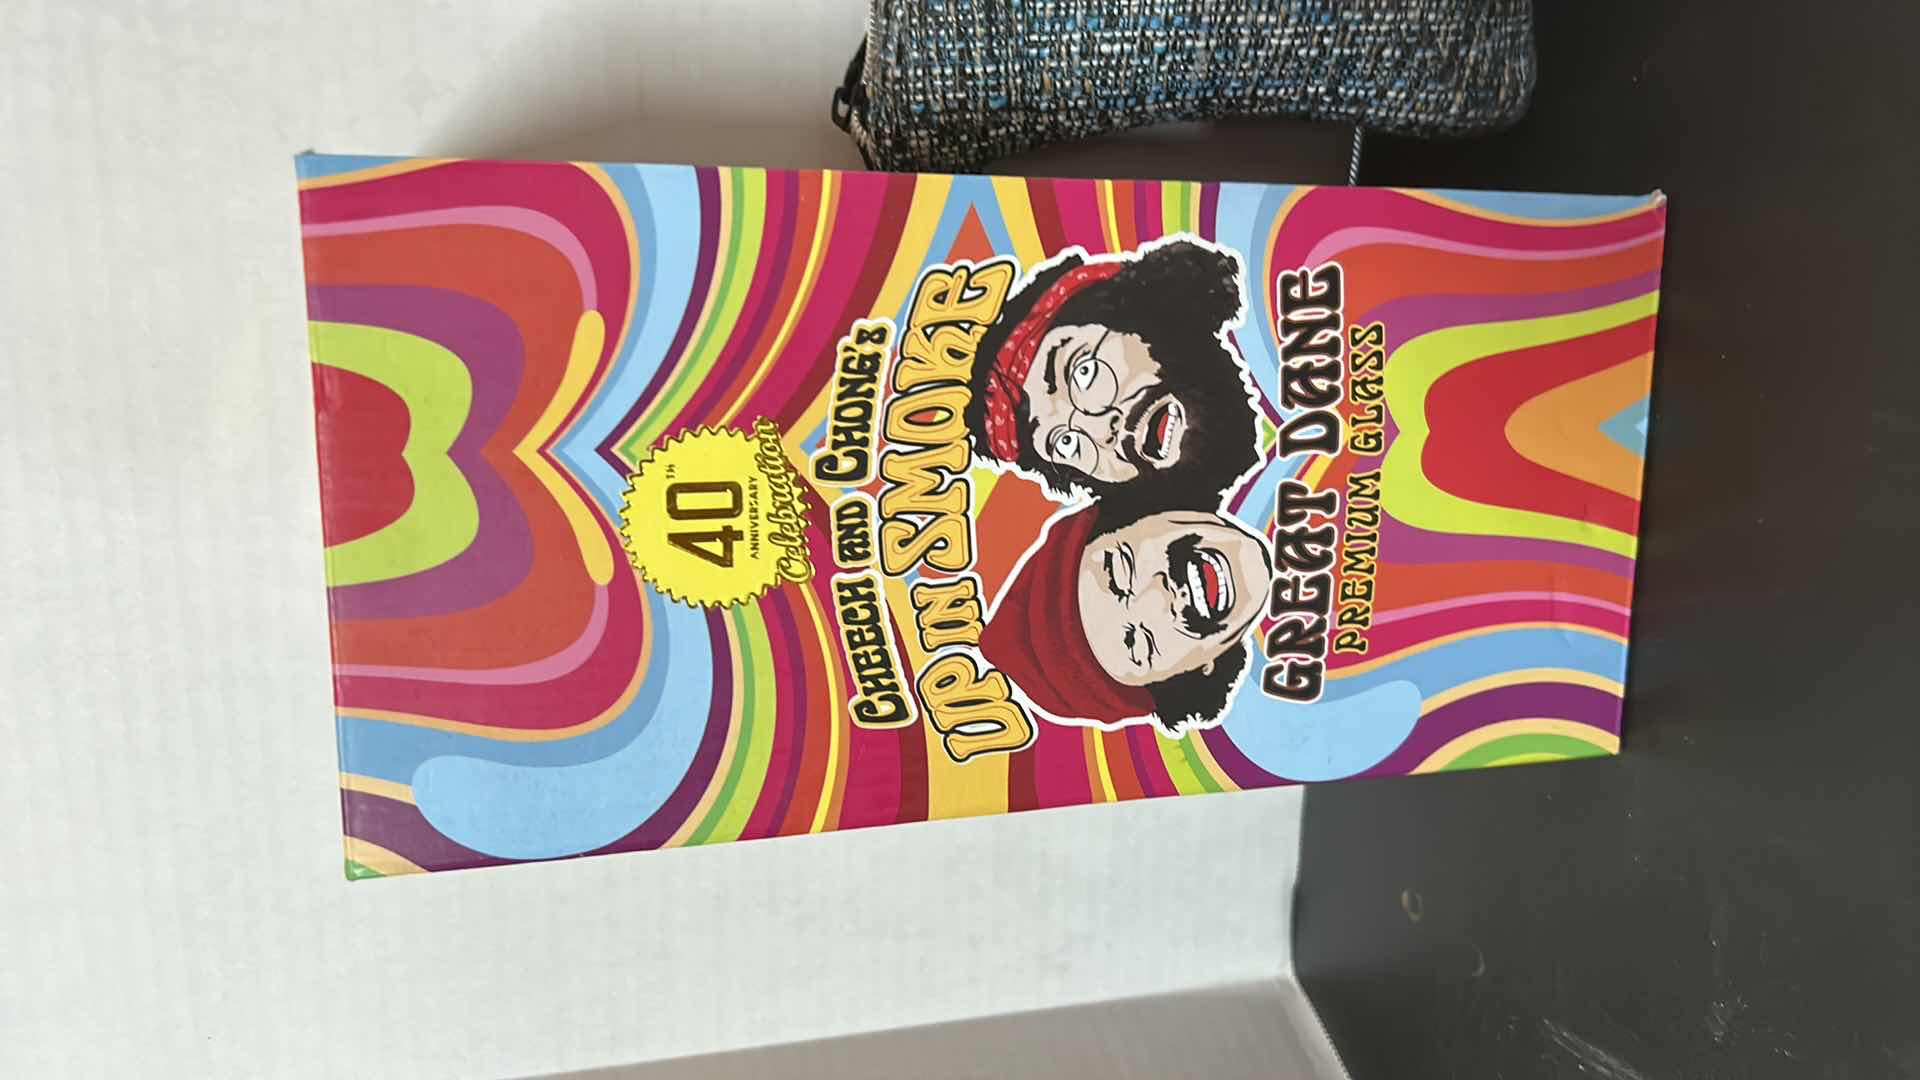 40TH
ANNIVERSARY
Celebration
CHEECH AND CHONG'S
UP IN SMOKE
GREAT DANE
PREMIUM GLASS